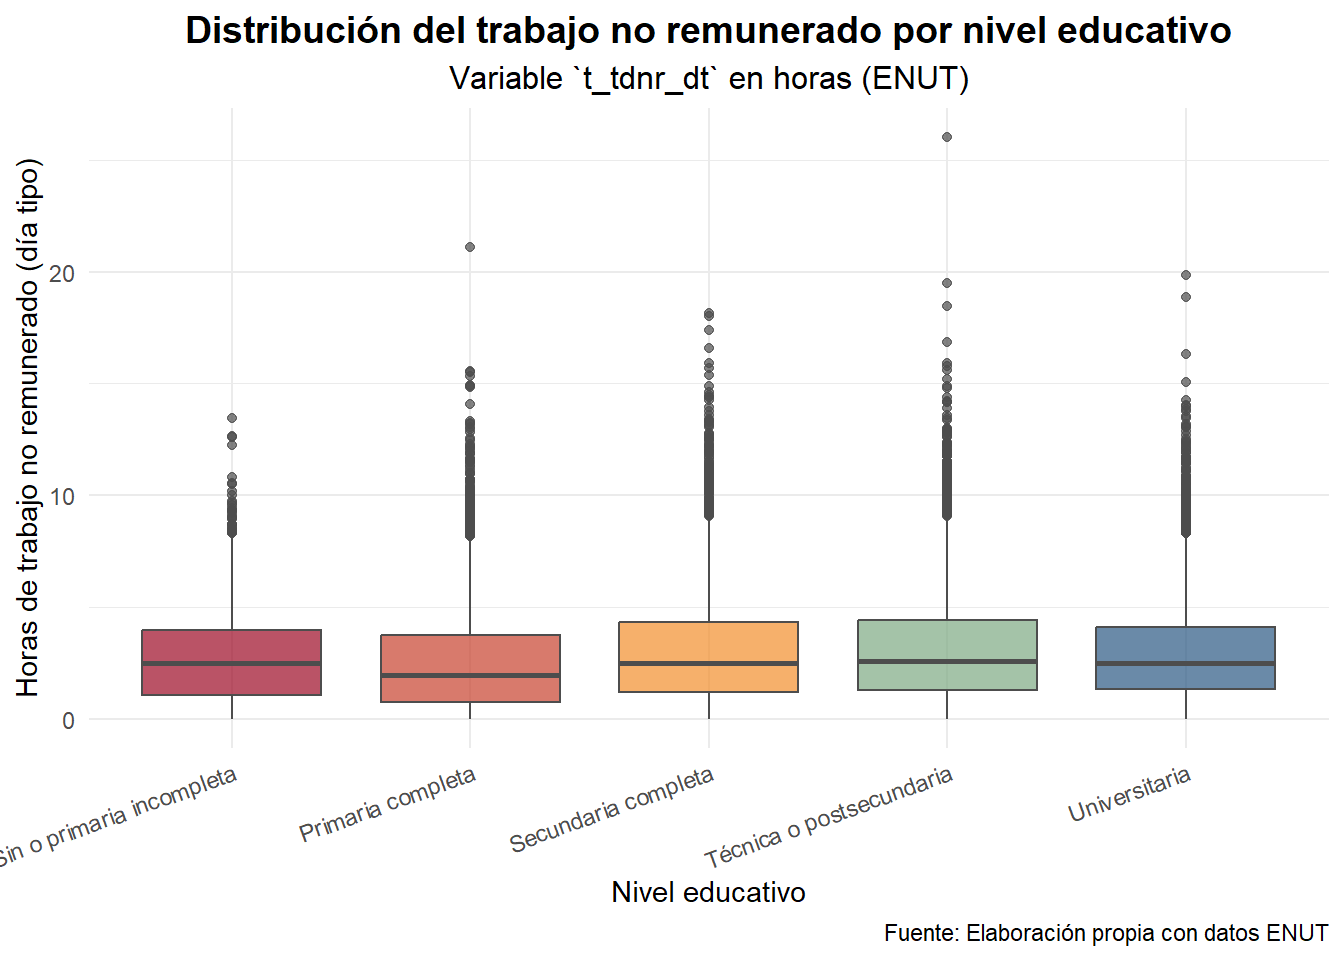 Distribución del trabajo no remunerado por nivel educativo
Variable `t_tdnr_dt` en horas (ENUT)
Horas de trabajo no remunerado (día tipo)
20
10
0
Sin o primaria incompleta
Primaria completa
Secundaria completa
Técnica o postsecundaria
Universitaria
Nivel educativo
Fuente: Elaboración propia con datos ENUT